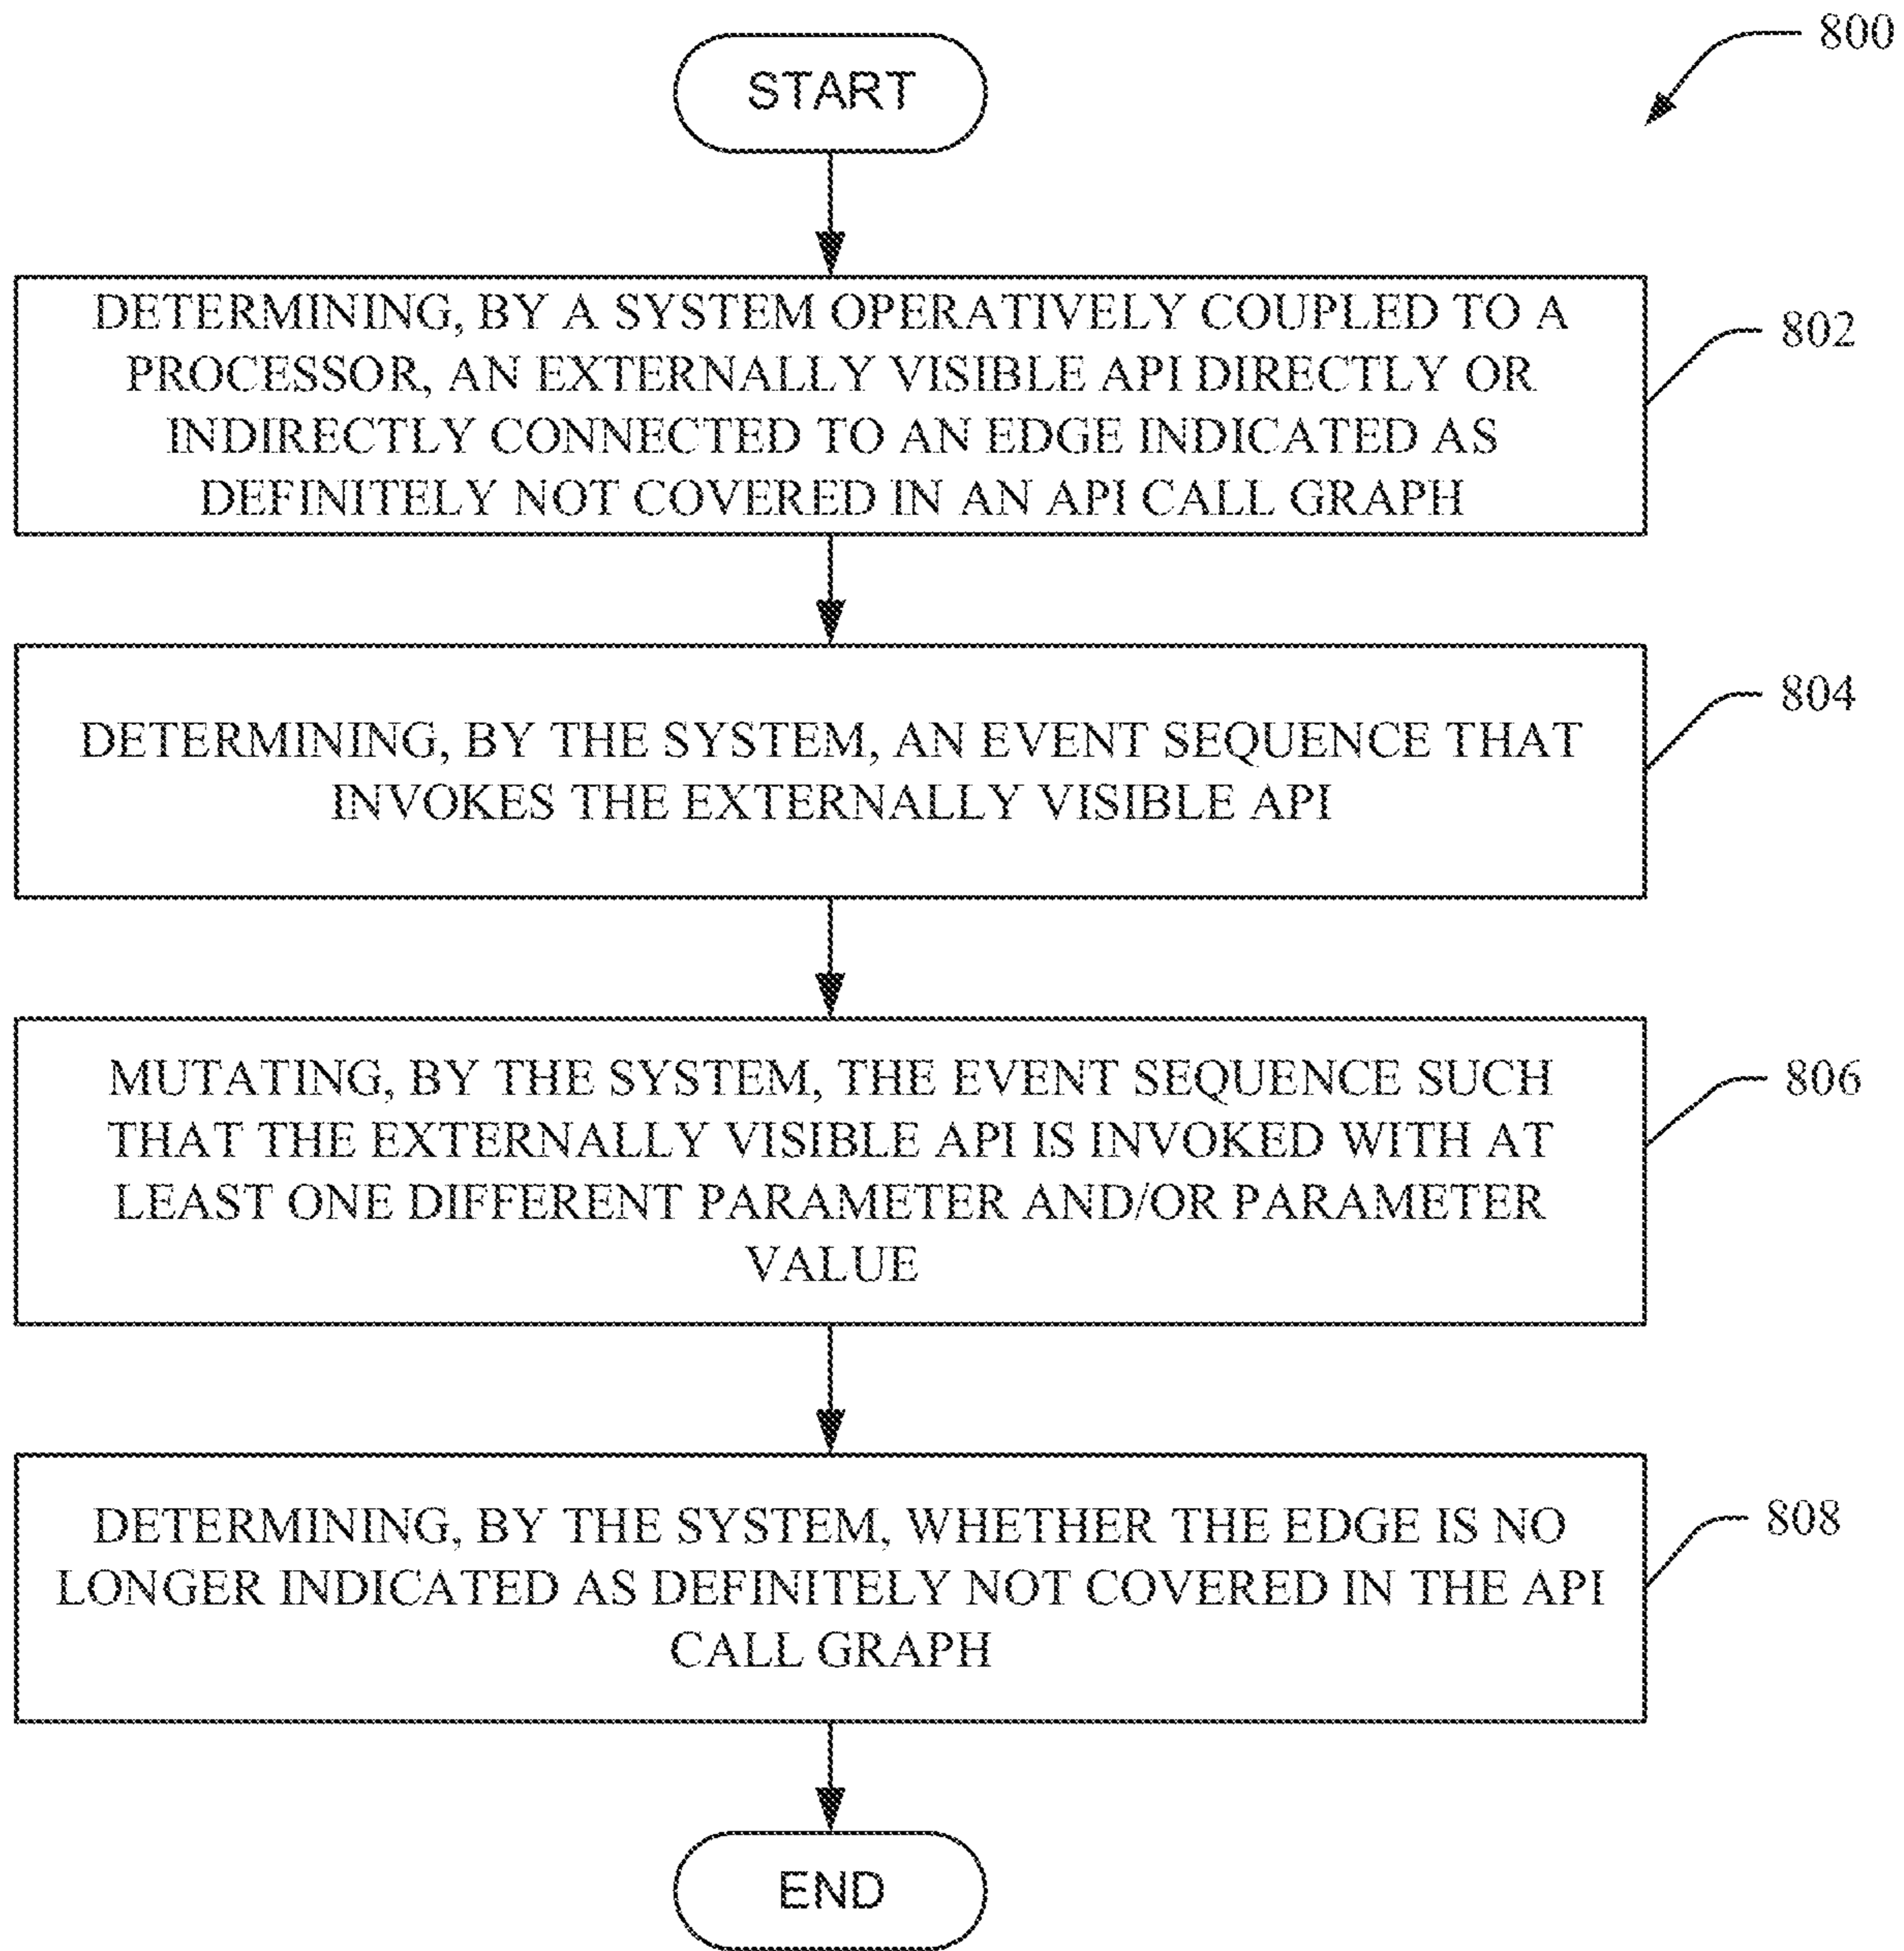 800
START
DETERMINING, BY A SYSTEM OPERATIVELY COUPLED TO A
PROCESSOR, AN EXTERNALLY VISIBLE API DIRECTLY OR
INDIRECTLY CONNECTED TO AN EDGE INDICATED AS
DEFINITELY NOT COVERED IN AN API CALL GRAPH
802
DETERMINING, BY THE SYSTEM, AN EVENT SEQUENCE THAT
INVOKES THE EXTERNALLY VISIBLE API
804
MUTATING, BY THE SYSTEM, THE EVENT SEQUENCE SUCH
THAT THE EXTERNALLY VISIBLE API IS INVOKED WITH AT
LEAST ONE DIFFERENT PARAMETER AND/OR PARAMETER
VALUE
806
DETERMINING, BY THE SYSTEM, WHETHER THE EDGE IS NO
LONGER INDICATED AS DEFINITELY NOT COVERED IN THE API
CALL GRAPH
808
END